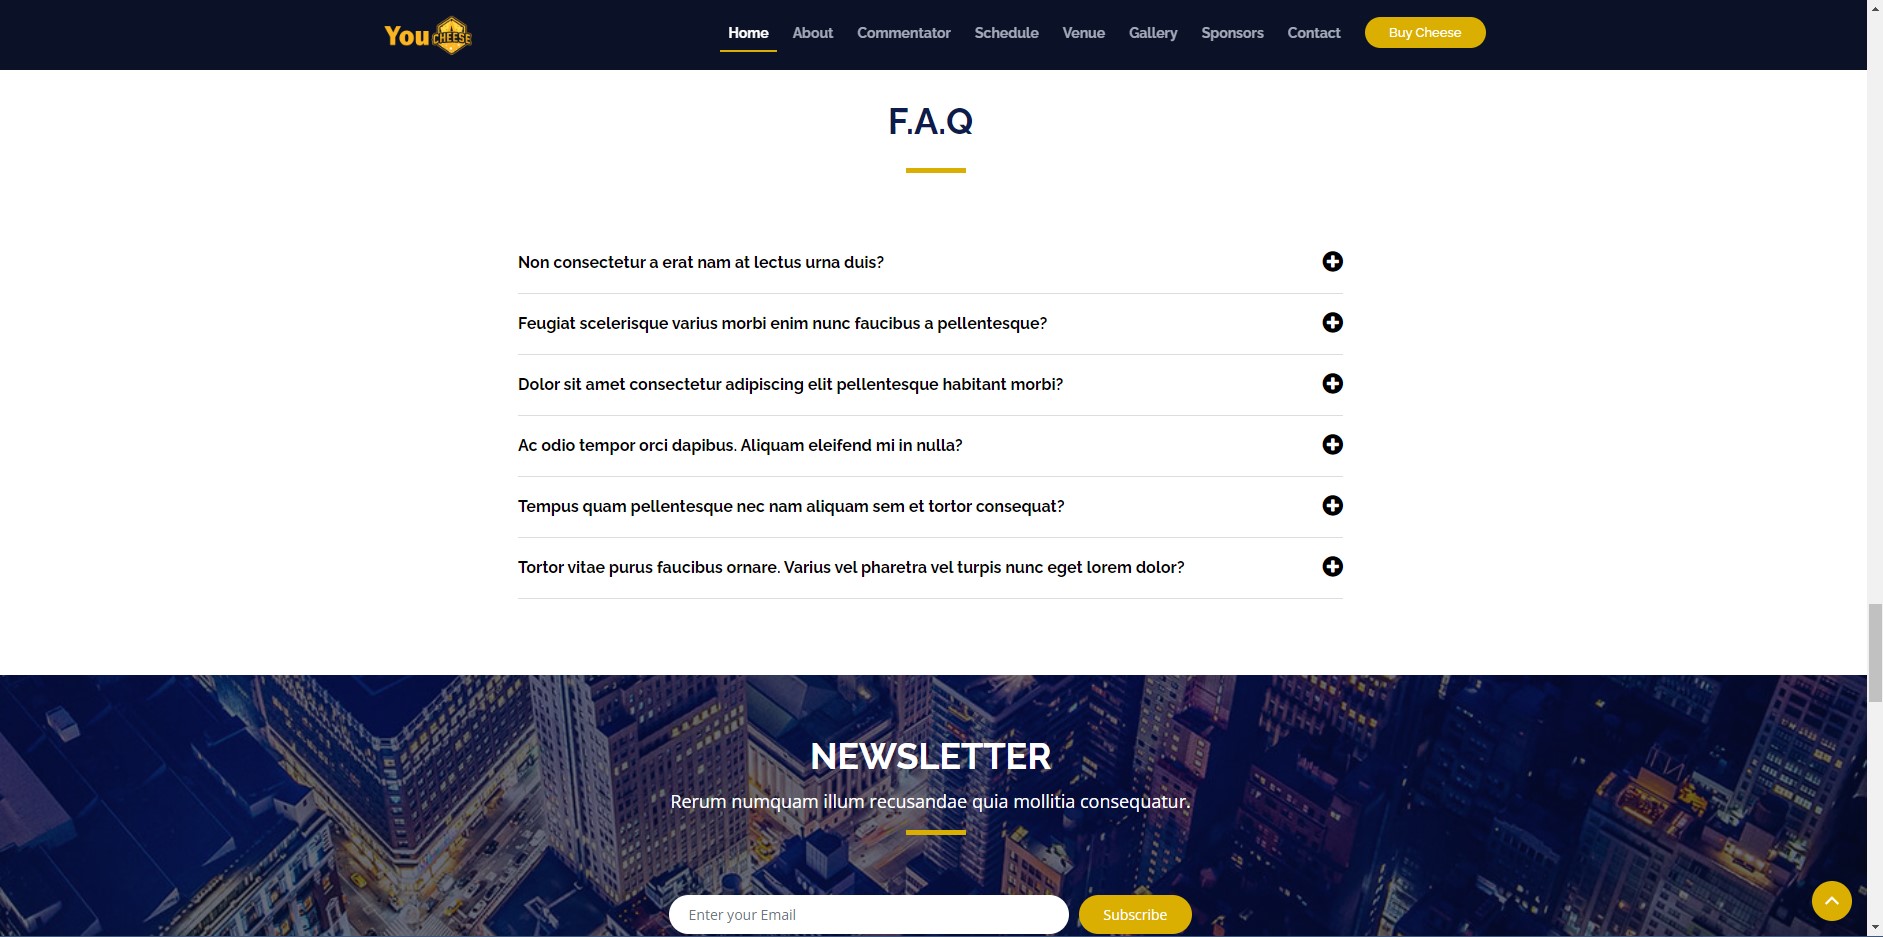 You CHEESE
Home About Commentator Schedule Venue Gallery Sponsors Contact Buy Cheese
F.A.Q
Non consectetur a erat nam at lectus urna duis?
Feugiat scelerisque varius morbi enim nunc faucibus a pellentesque?
Dolor sit amet consectetur adipiscing elit pellentesque habitant morbi?
Ac odio tempor orci dapibus. Aliquam eleifend mi in nulla?
Tempus quam pellentesque nec nam aliquam sem et tortor consequat?
Tortor vitae purus faucibus ornare. Varius vel pharetra vel turpis nunc eget lorem dolor?
NEWSLETTER
Rerum numquam illum recusandae quia mollitia consequatur.
Enter your Email Subscribe